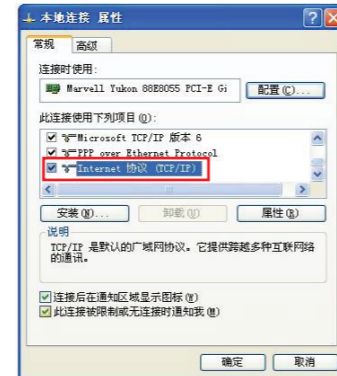 本地连接 属性
常规 高级
连接时使用:
Marvell Yukon 88E8055 PCI-E Gi 配置(C)...
此连接使用下列项目(O):
Microsoft TCP/IP 版本 6
PPP over Ethernet Protocol
Internet 协议 (TCP/IP)
安装(N)... 卸载(U) 属性(R)
说明
TCP/IP 是默认的广域网协议。它提供跨越多种互联网络
的通讯。
连接后在通知区域显示图标(W)
此连接被限制或无连接时通知我(M)
确定 取消